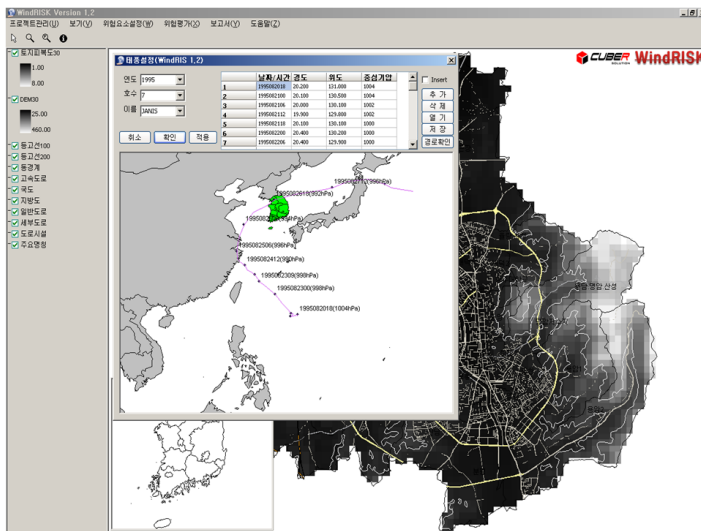 WindRISK Version 1,2
프로젝트관리(U) 보기(V) 위험요소설정(W) 위험평가(X) 보고서(Y) 도움말(Z)
토지피복도30
1.00
8.00
DEM30
25.00
460.00
등고선100
등고선200
동경계
고속도로
국도
지방도
일반도로
세부도로
도로시설
주요명칭
CUBER SOLUTION WindRISK
태풍설정(WindRIS 1,2)
연도 1995
호수 7
이름 JANIS
취소 확인 적용
날짜/시간 경도 위도 중심기압
1 1995082018 20.200 131.000 1004
2 1995082100 20.100 130.500 1004
3 1995082106 20.000 130.100 1002
4 1995082112 19.900 129.800 1002
5 1995082118 20.100 130.100 1000
6 1995082200 20.400 130.200 1000
7 1995082206 20.400 129.900 1000
Insert
추 가
삭 제
열 기
저 장
경로확인
1995082618(992hPa)
1995082506(996hPa)
1995082412(990hPa)
1995082309(998hPa)
1995082300(998hPa)
1995082018(1004hPa)